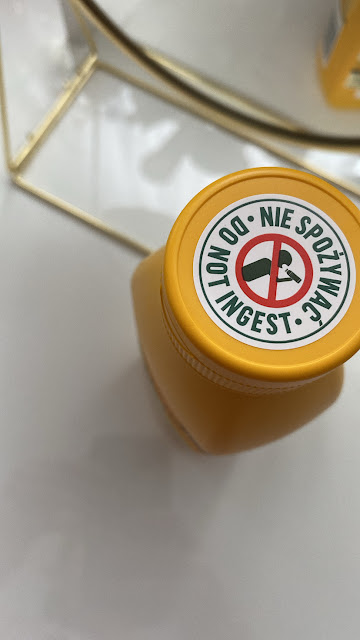 NIE SPOŻYWAĆ •
DO NOT INGEST •